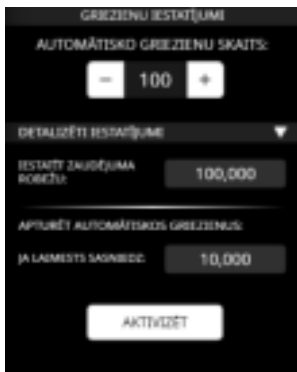 GRIEZIENU IESTATĪJUMI
AUTOMĀTISKO GRIEZIENU SKAITS:
− 100 +
DETALIZĒTI IESTATĪJUMI ▼
IESTATĪT ZAUDĒJUMA
ROBEŽU: 100,000
APTURĒT AUTOMĀTISKOS GRIEZIENUS:
JA LAIMESTS SASNIEDZ: 10,000
AKTIVIZĒT